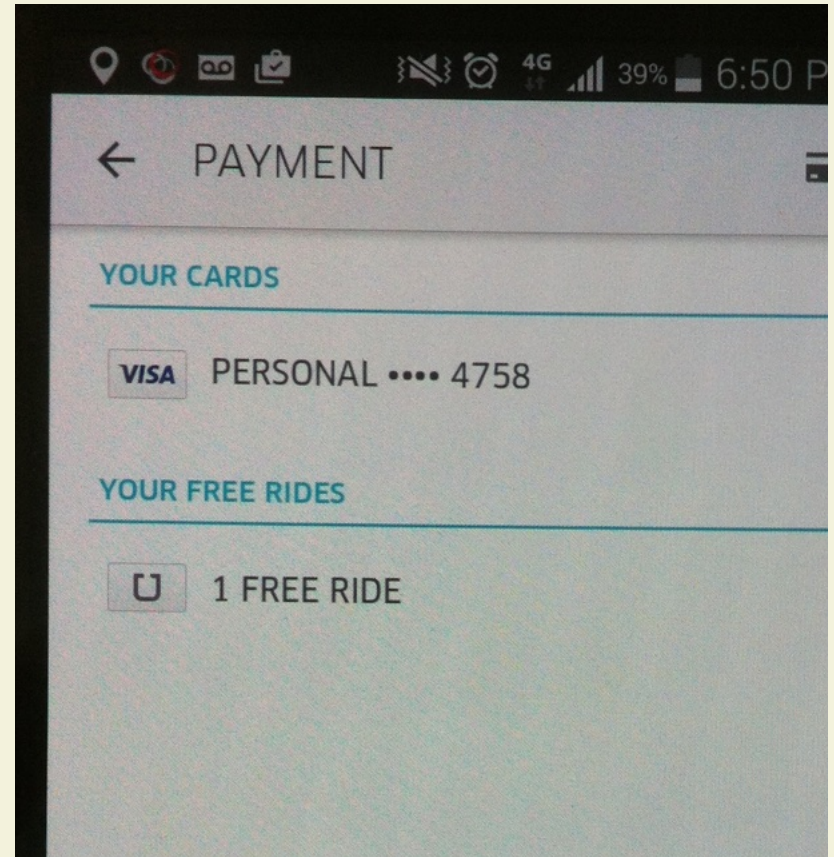 4G 39% 6:50 P
PAYMENT
YOUR CARDS
VISA PERSONAL •••• 4758
YOUR FREE RIDES
U 1 FREE RIDE